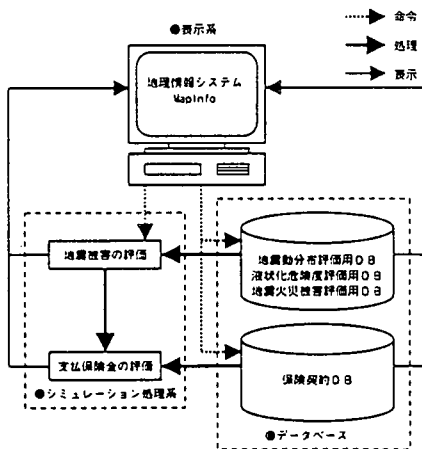 ●表示系
命令
処理
表示
地理情報システム
MapInfo
地震被害の評価
地震動分布評価用DB
液状化危険度評価用DB
地震火災被害評価用DB
支払保険金の評価
保険契約DB
●シミュレーション処理系
●データベース